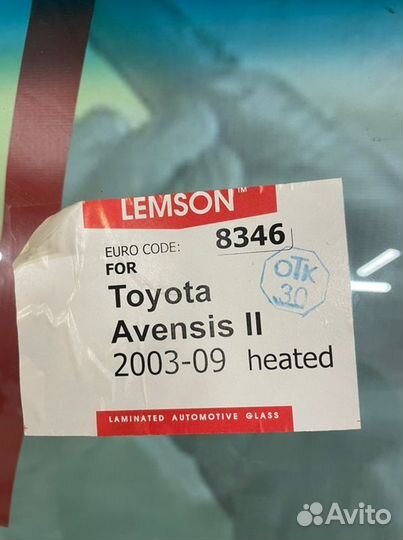 LEMSON™
EURO CODE: 8346
FOR
Toyota
Avensis II
2003-09 heated
ОТК
30
LAMINATED AUTOMOTIVE GLASS
Avito